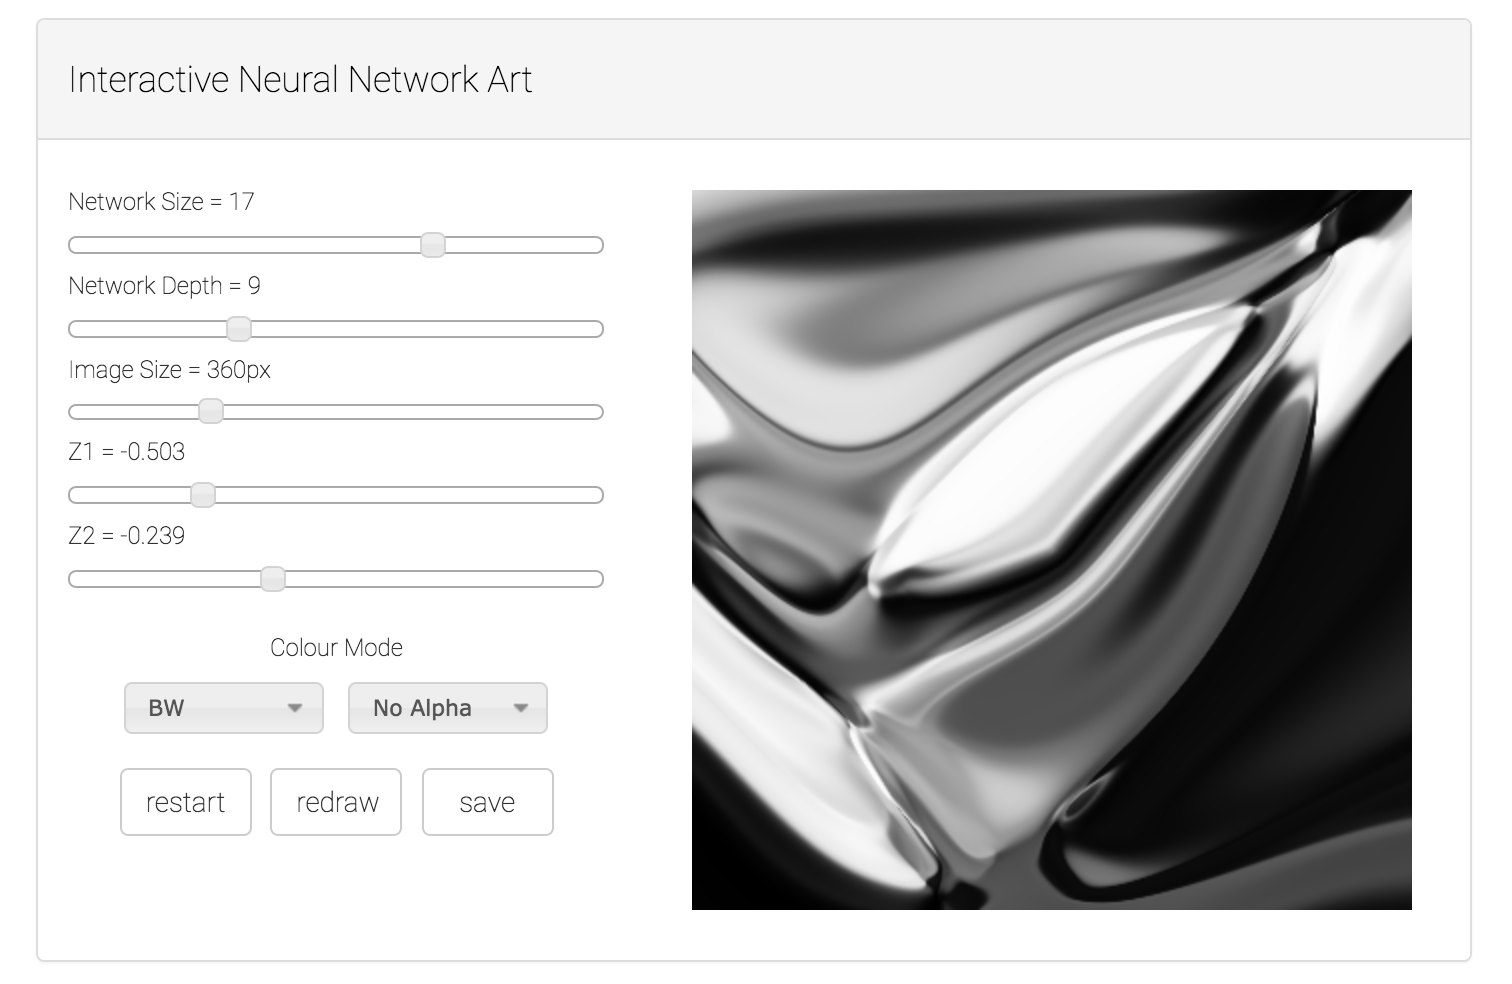 Interactive Neural Network Art
Network Size = 17
Network Depth = 9
Image Size = 360px
Z1 = -0.503
Z2 = -0.239
Colour Mode
BW No Alpha
restart redraw save